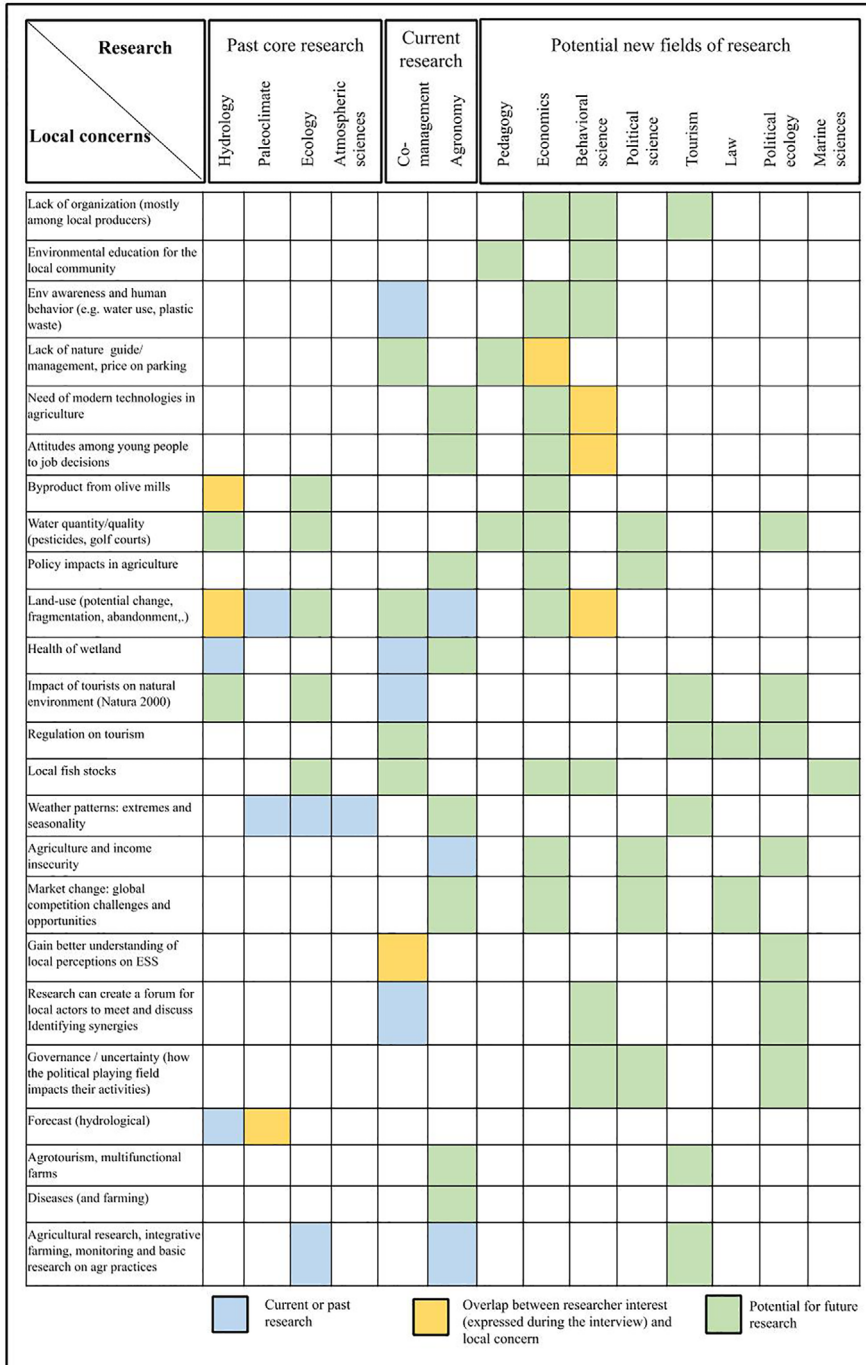 Research
Local concerns
Past core research
Current
research
Potential new fields of research
Hydrology
Paleoclimate
Ecology
Atmospheric
sciences
Co-
management
Agronomy
Pedagogy
Economics
Behavioral
science
Political
science
Tourism
Law
Political
ecology
Marine
sciences
Lack of organization (mostly
among local producers)
Environmental education for the
local community
Env awareness and human
behavior (e.g. water use, plastic
waste)
Lack of nature guide/
management, price on parking
Need of modern technologies in
agriculture
Attitudes among young people
to job decisions
Byproduct from olive mills
Water quantity/quality
(pesticides, golf courts)
Policy impacts in agriculture
Land-use (potential change,
fragmentation, abandonment,.)
Health of wetland
Impact of tourists on natural
environment (Natura 2000)
Regulation on tourism
Local fish stocks
Weather patterns: extremes and
seasonality
Agriculture and income
insecurity
Market change: global
competition challenges and
opportunities
Gain better understanding of
local perceptions on ESS
Research can create a forum for
local actors to meet and discuss
Identifying synergies
Governance / uncertainty (how
the political playing field
impacts their activities)
Forecast (hydrological)
Agrotourism, multifunctional
farms
Diseases (and farming)
Agricultural research, integrative
farming, monitoring and basic
research on agr practices
Current or past
research
Overlap between researcher interest
(expressed during the interview) and
local concern
Potential for future
research